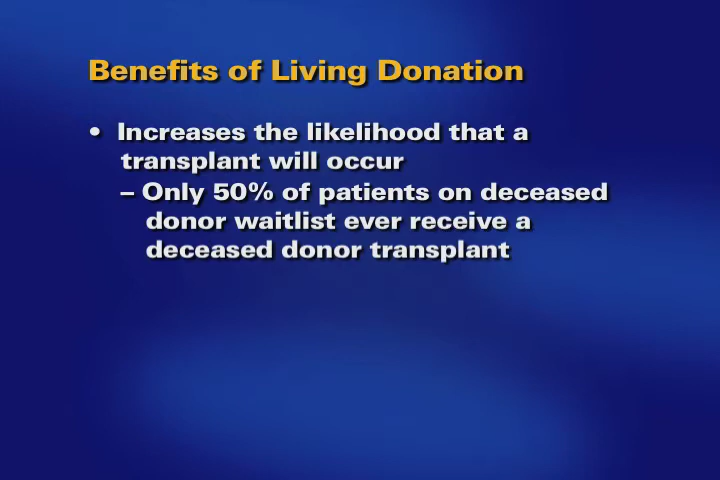 Benefits of Living Donation
• Increases the likelihood that a
transplant will occur
– Only 50% of patients on deceased
donor waitlist ever receive a
deceased donor transplant